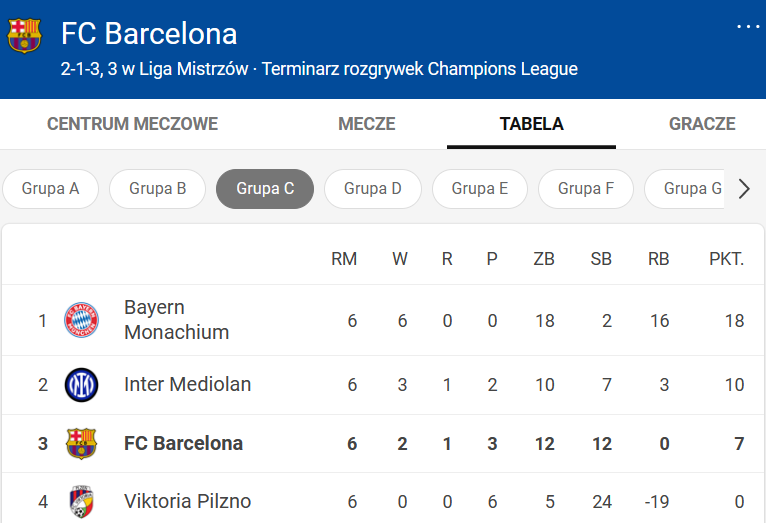 FC Barcelona
2-1-3, 3 w Liga Mistrzów · Terminarz rozgrywek Champions League
CENTRUM MECZOWE MECZE TABELA GRACZE
Grupa A Grupa B Grupa C Grupa D Grupa E Grupa F Grupa G
RM W R P ZB SB RB PKT.
1 Bayern Monachium 6 6 0 0 18 2 16 18
2 Inter Mediolan 6 3 1 2 10 7 3 10
3 FC Barcelona 6 2 1 3 12 12 0 7
4 Viktoria Pilzno 6 0 0 6 5 24 -19 0